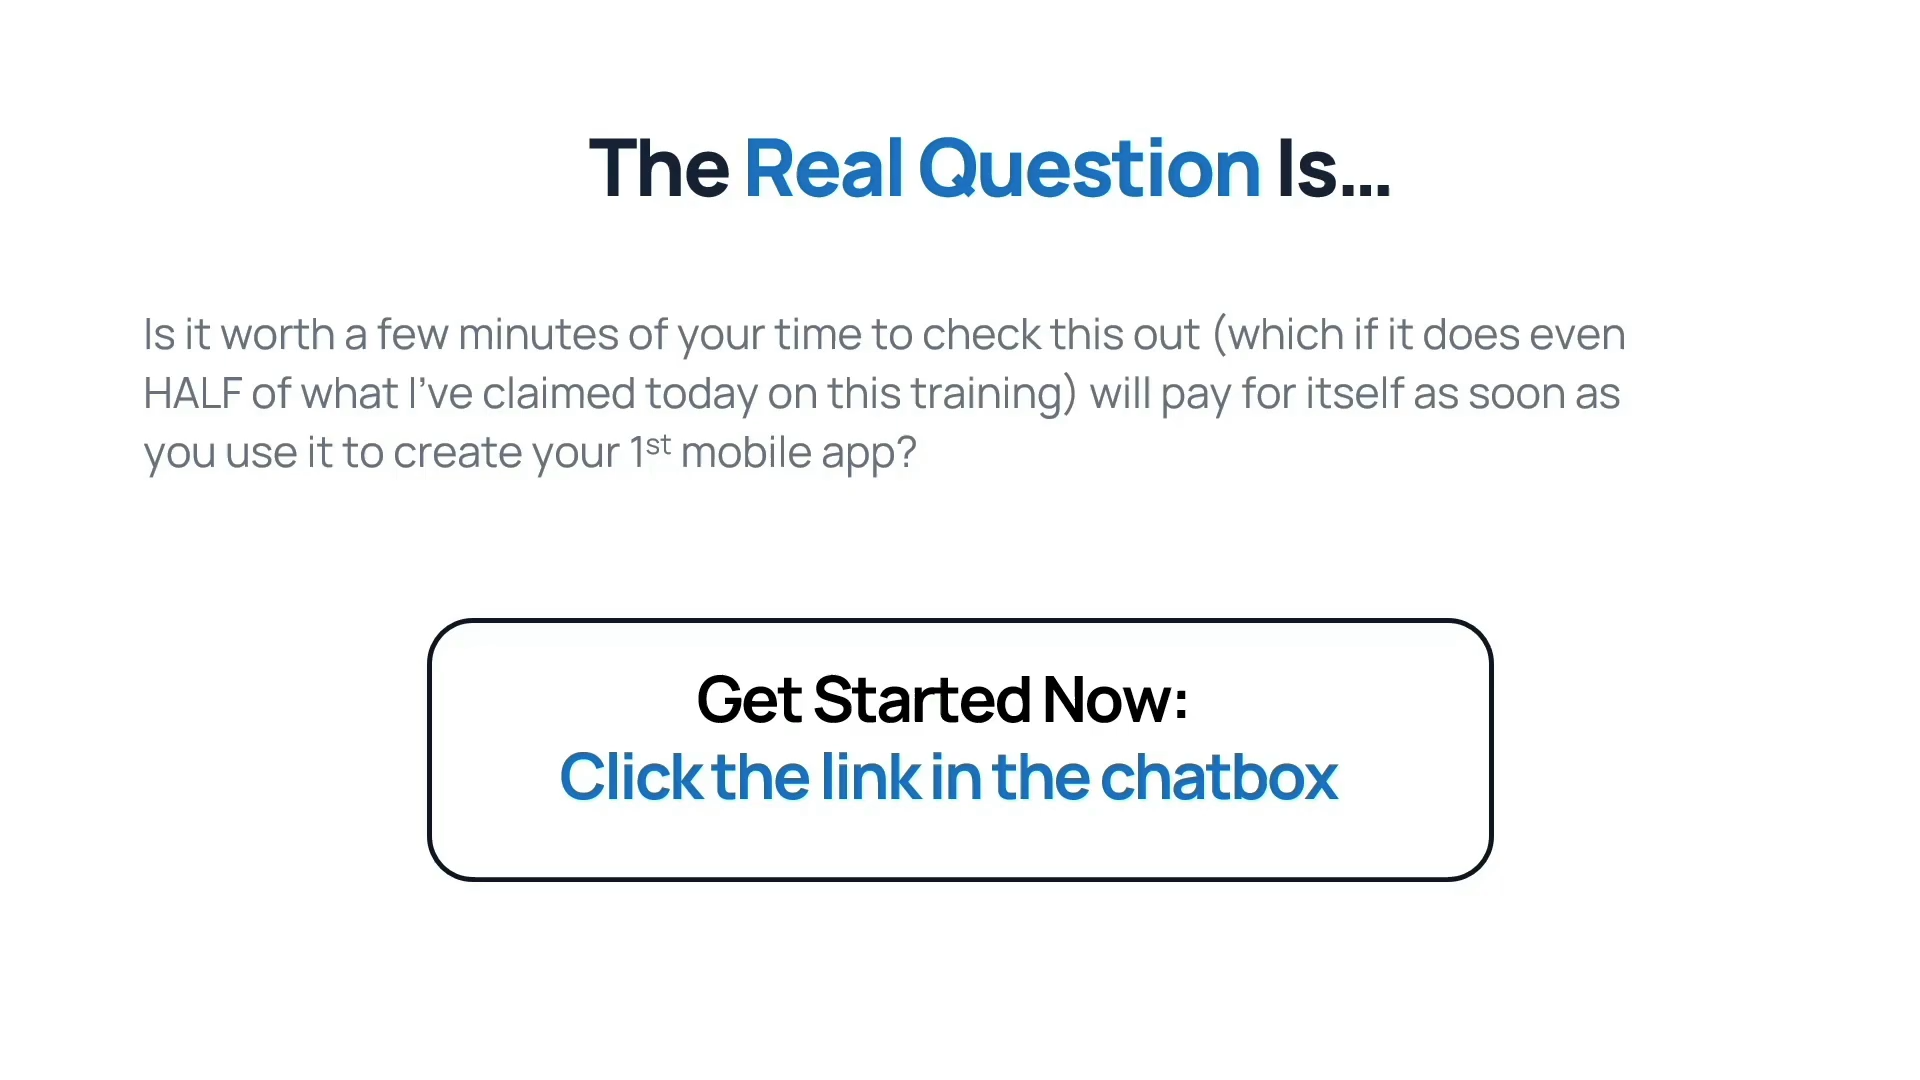 The Real Question Is...
Is it worth a few minutes of your time to check this out (which if it does even
HALF of what I’ve claimed today on this training) will pay for itself as soon as
you use it to create your 1st mobile app?
Get Started Now:
Click the link in the chatbox